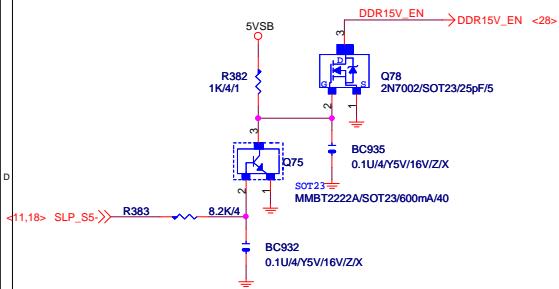 DDR15V_EN
DDR15V_EN <28>
5VSB
3
R382
1K/4/1
D
G
S
Q78
2N7002/SOT23/25pF/5
2
1
3
Q75
BC935
0.1U/4/Y5V/16V/Z/X
D
SOT23
2
1
MMBT2222A/SOT23/600mA/40
<11,18> SLP_S5-
R383
8.2K/4
BC932
0.1U/4/Y5V/16V/Z/X